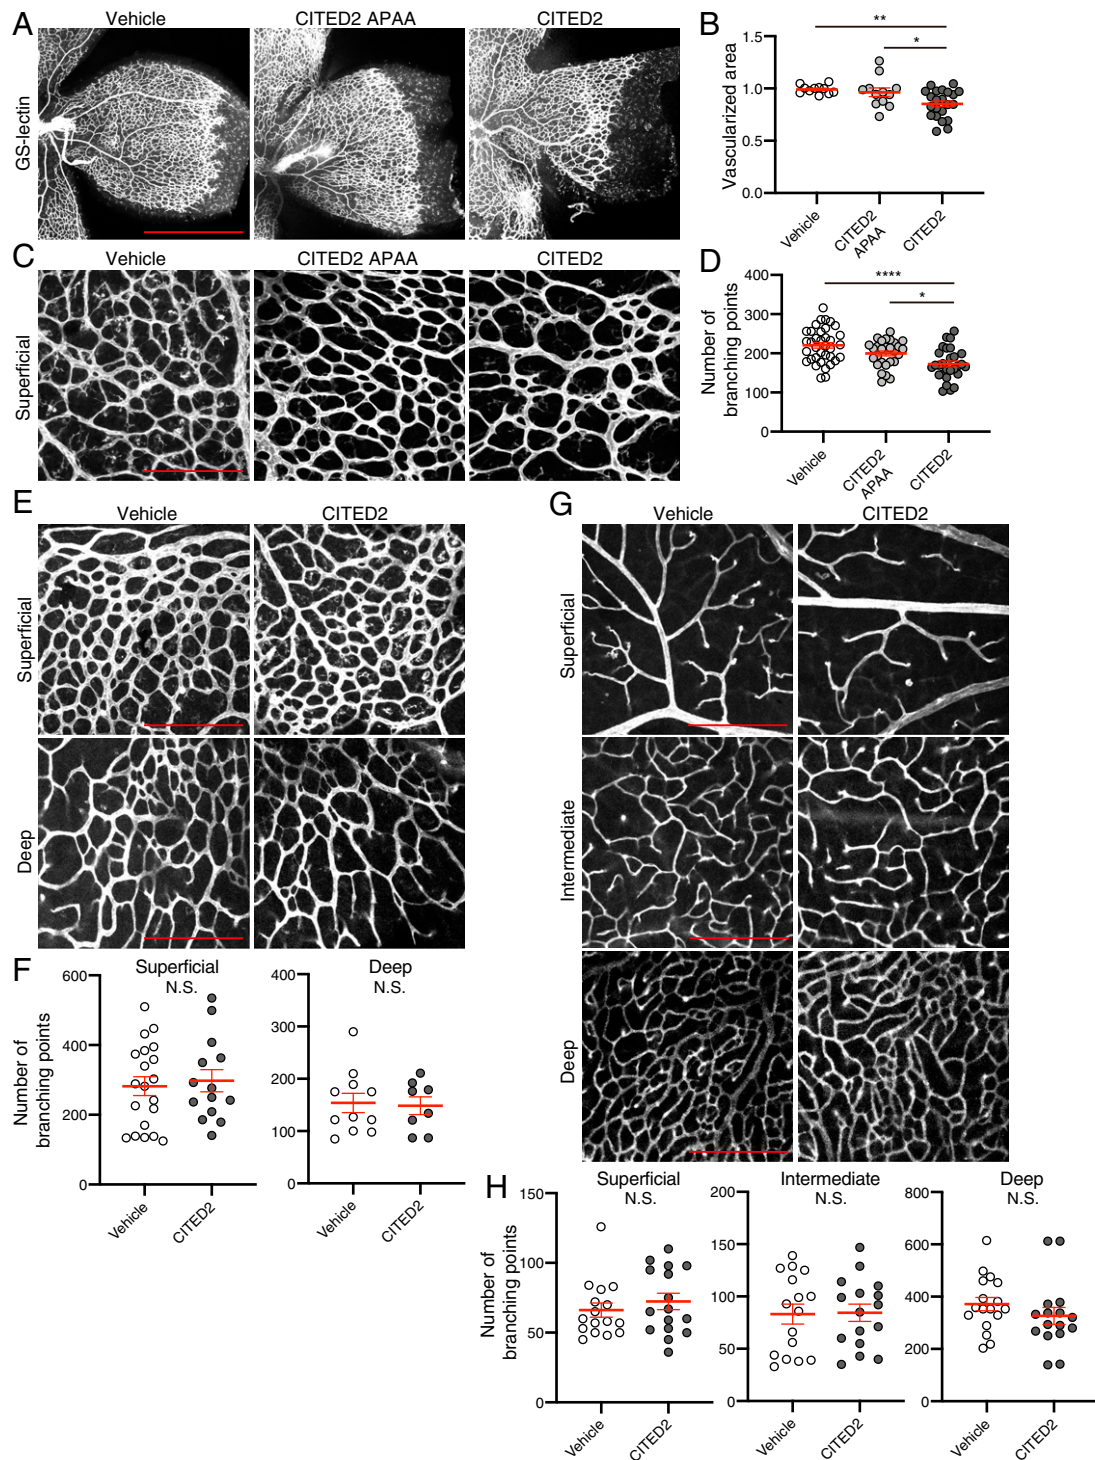 A
Vehicle
CITED2 APAA
CITED2
GS-lectin
B
Vascularized area
1.5
1.0
0.5
0.0
**
*
Vehicle
CITED2
APAA
CITED2
C
Vehicle
CITED2 APAA
CITED2
Superficial
D
Number of
branching points
400
300
200
100
0
****
*
Vehicle
CITED2
APAA
CITED2
E
Vehicle
CITED2
Superficial
Deep
F
Superficial
N.S.
Number of
branching points
600
400
200
0
Vehicle
CITED2
Deep
N.S.
400
300
200
100
0
Vehicle
CITED2
G
Vehicle
CITED2
Superficial
Intermediate
Deep
H
Superficial
N.S.
Number of
branching points
150
100
50
0
Vehicle
CITED2
Intermediate
N.S.
200
150
100
50
0
Vehicle
CITED2
Deep
N.S.
800
600
400
200
0
Vehicle
CITED2